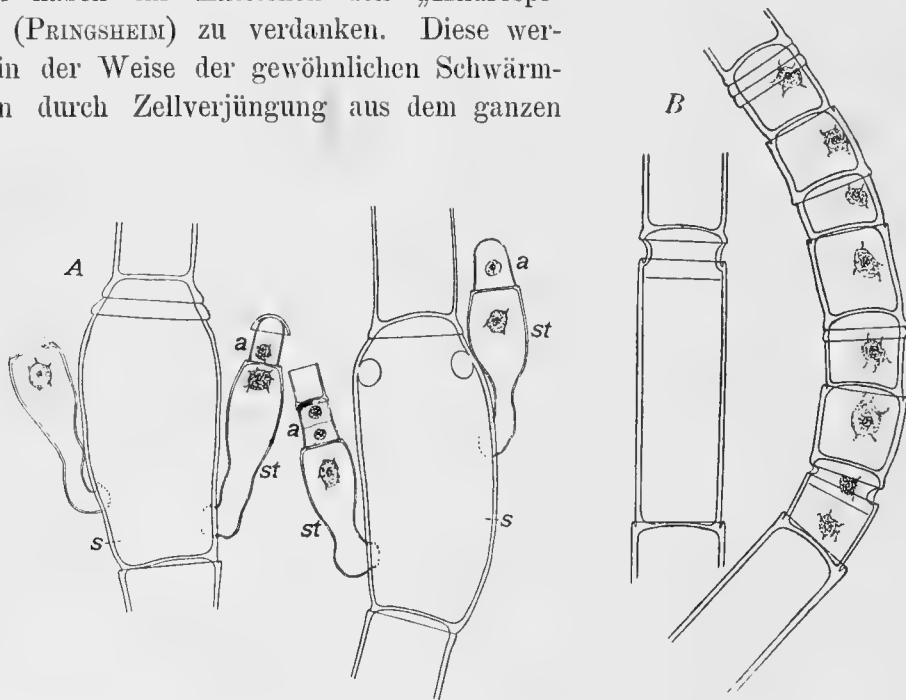 (PRINGSHEIM) zu verdanken. Diese wer-
in der Weise der gewöhnlichen Schwärm-
n durch Zellverjüngung aus dem ganzen
B
A
a
st
a
a
st
st
s
s